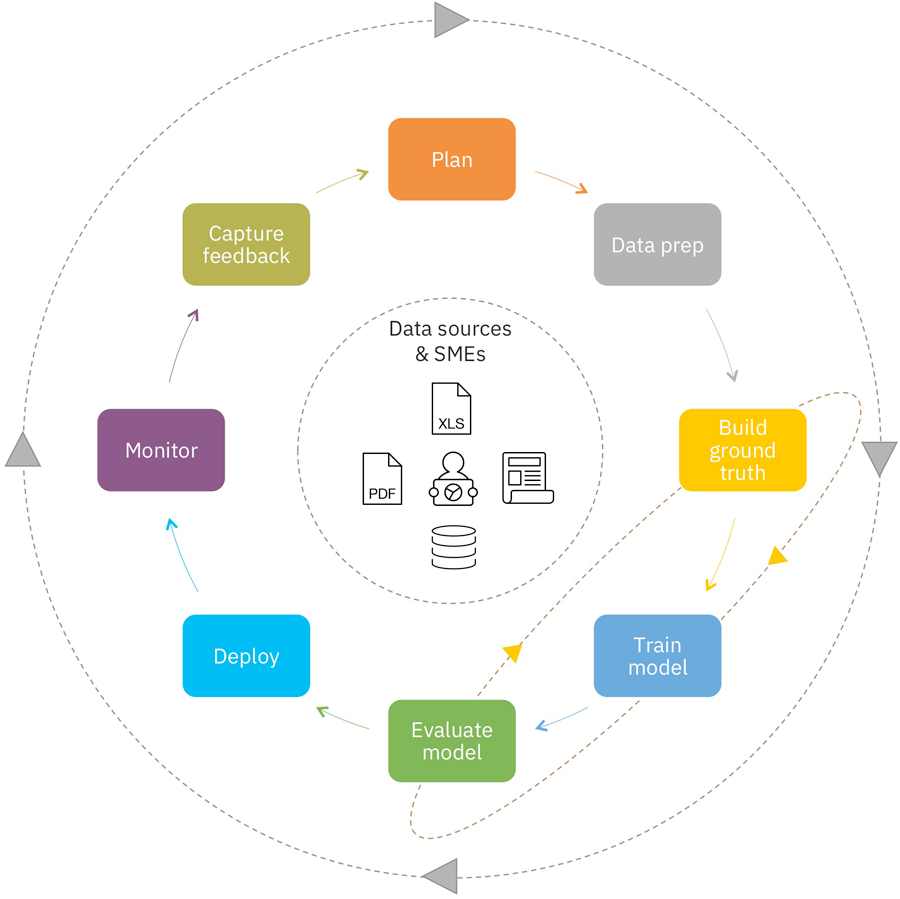 Plan
Capture
feedback
Data prep
Data sources
& SMEs
XLS
PDF
Monitor
Build
ground
truth
Deploy
Train
model
Evaluate
model